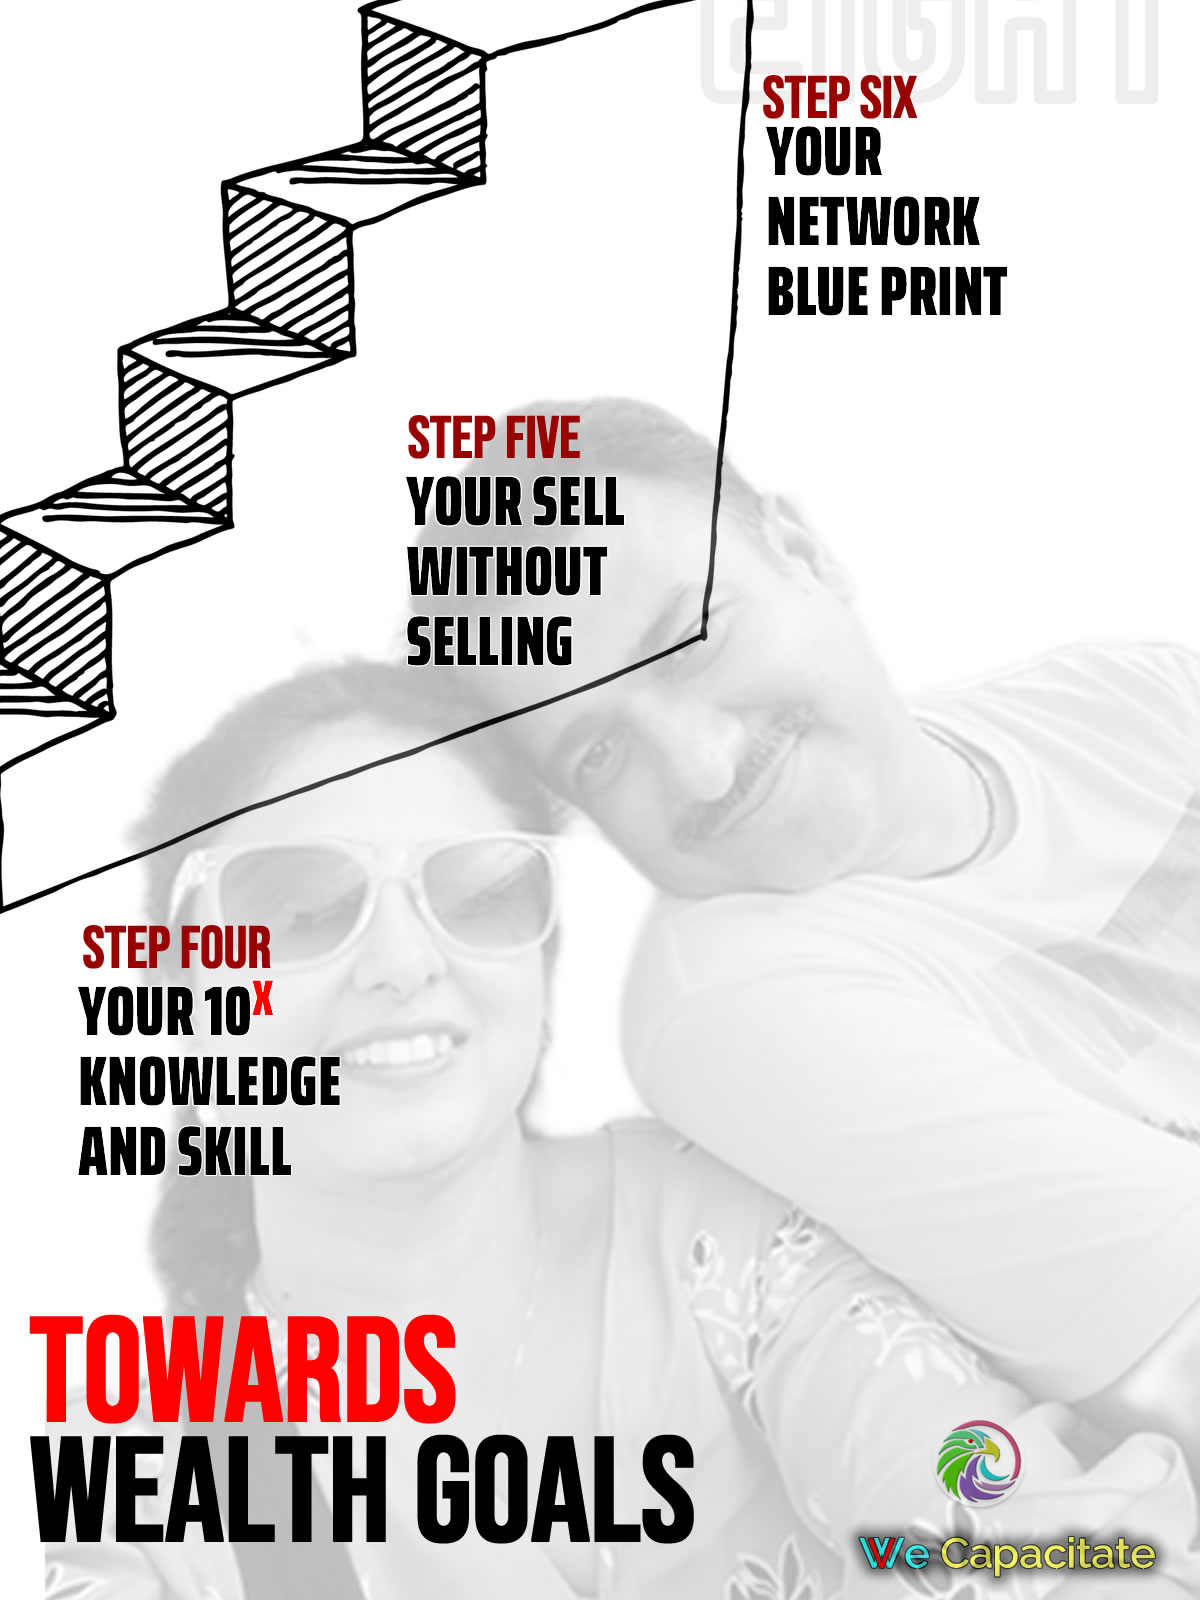 EIGHT
STEP SIX
YOUR
NETWORK
BLUE PRINT
STEP FIVE
YOUR SELL
WITHOUT
SELLING
STEP FOUR
YOUR 10X
KNOWLEDGE
AND SKILL
TOWARDS
WEALTH GOALS
We Capacitate